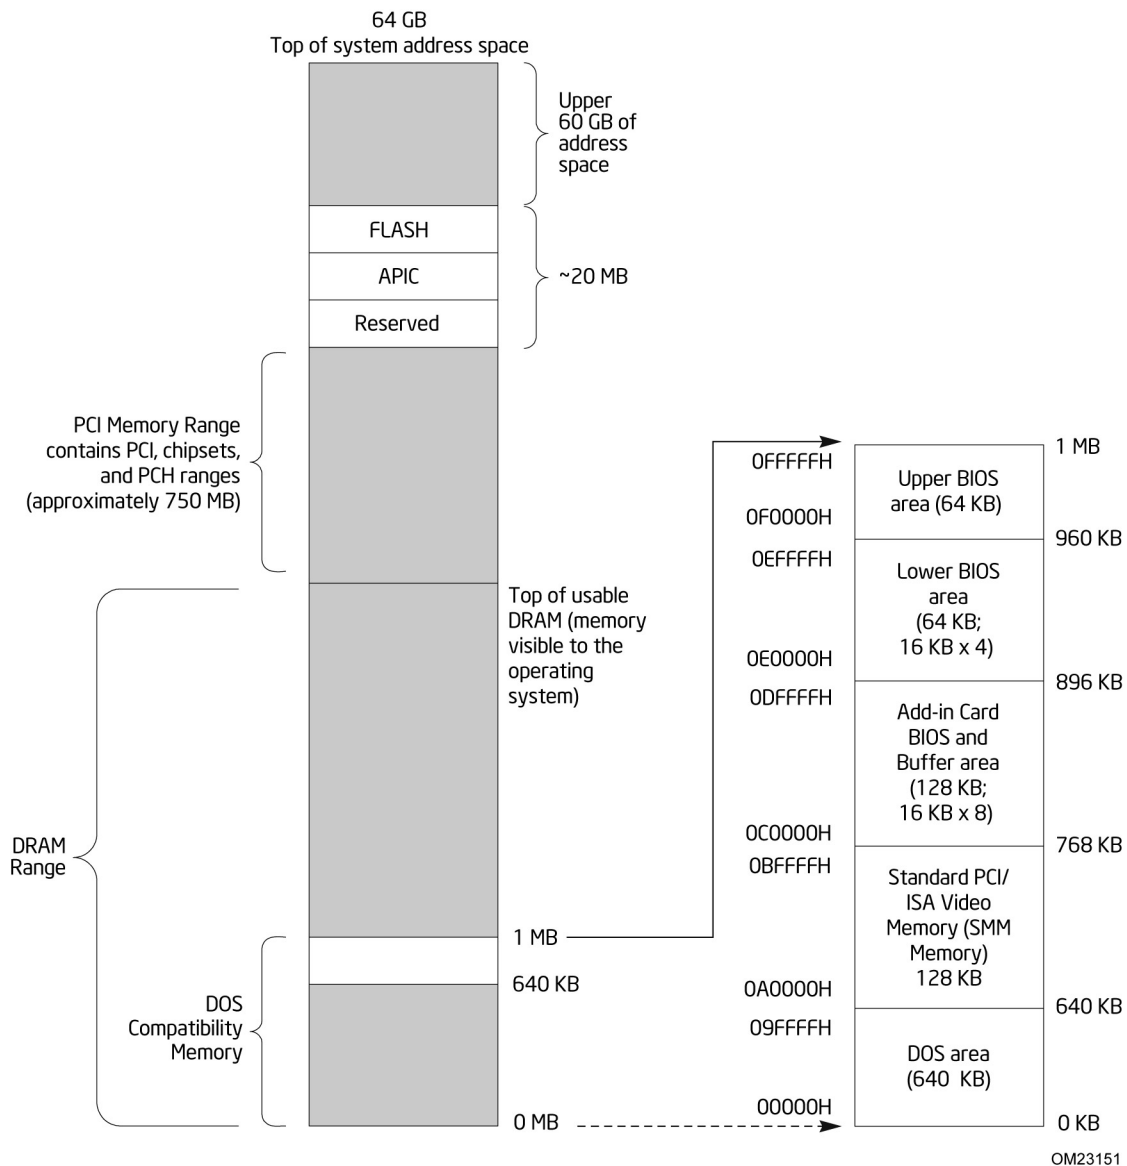 64 GB
Top of system address space
Upper
60 GB of
address
space
FLASH
APIC
~20 MB
Reserved
PCI Memory Range
contains PCI, chipsets,
and PCH ranges
(approximately 750 MB)
Top of usable
DRAM (memory
visible to the
operating
system)
DRAM
Range
1 MB
640 KB
DOS
Compatibility
Memory
0 MB
1 MB
0FFFFFH
Upper BIOS
area (64 KB)
0F0000H
960 KB
0EFFFFH
Lower BIOS
area
(64 KB;
16 KB x 4)
0E0000H
896 KB
0DFFFFH
Add-in Card
BIOS and
Buffer area
(128 KB;
16 KB x 8)
0C0000H
768 KB
0BFFFFH
Standard PCI/
ISA Video
Memory (SMM
Memory)
128 KB
0A0000H
640 KB
09FFFFH
DOS area
(640 KB)
00000H
0 KB
OM23151